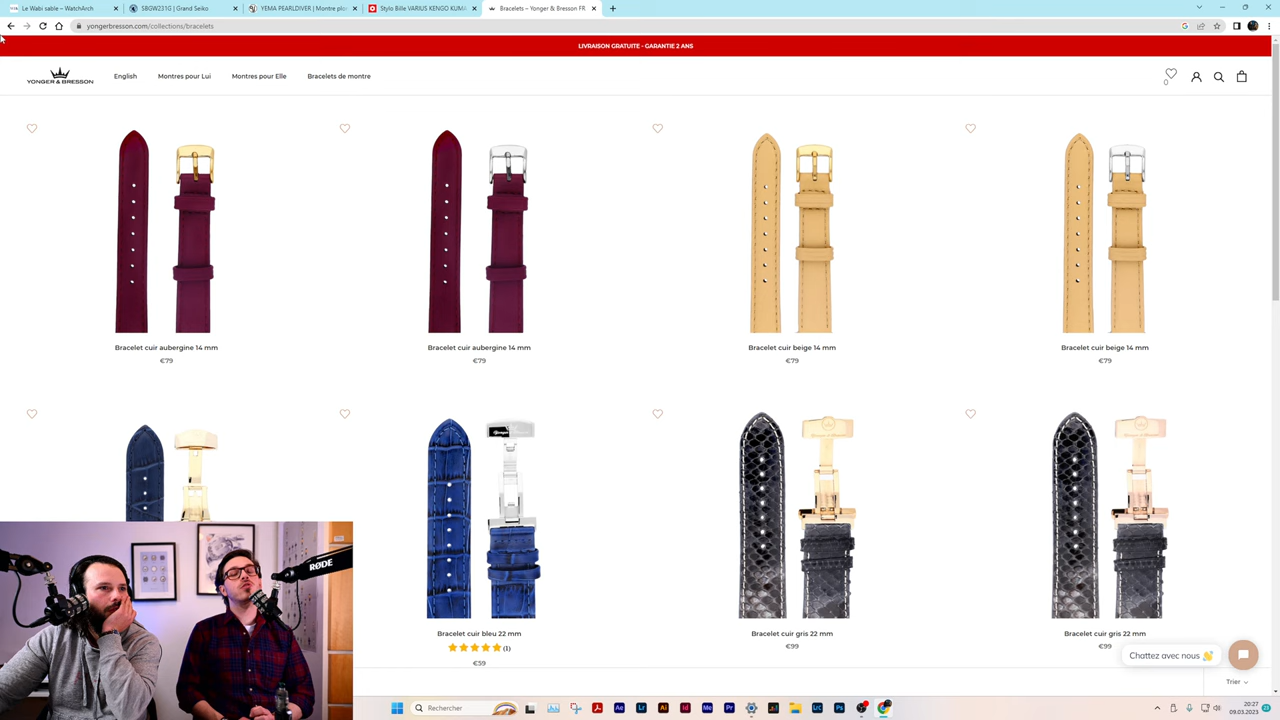 Le Wabi sable – WatchArch
SBGW231G | Grand Seiko
YEMA PEARLDIVER | Montre plon
Stylo Bille VARIUS KENGO KUMA
Bracelets – Yonger & Bresson FR
yongerbresson.com/collections/bracelets
LIVRAISON GRATUITE - GARANTIE 2 ANS
YONGER & BRESSON
English
Montres pour Lui
Montres pour Elle
Bracelets de montre
0
Bracelet cuir aubergine 14 mm
€79
Bracelet cuir aubergine 14 mm
€79
Bracelet cuir beige 14 mm
€79
Bracelet cuir beige 14 mm
€79
Bracelet cuir bleu 22 mm
(1)
€59
Bracelet cuir gris 22 mm
€99
Bracelet cuir gris 22 mm
€99
RØDE
Chattez avec nous 👋
Trier
Rechercher
20:27
09.03.2023